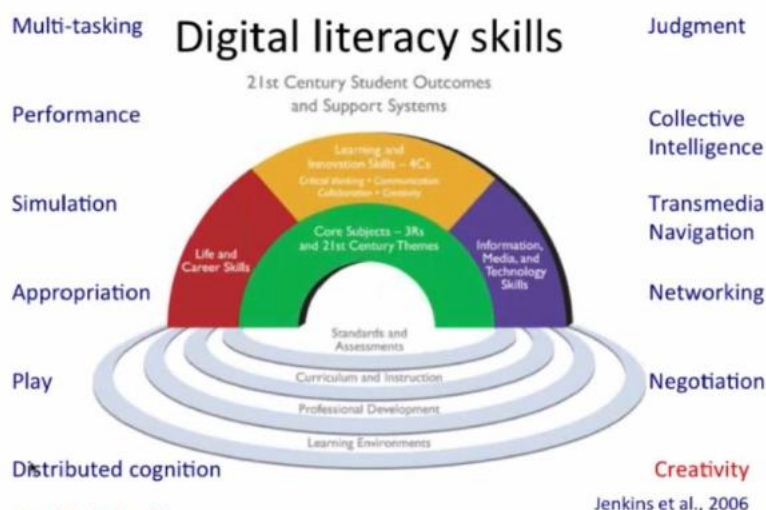 Digital literacy skills
21st Century Student Outcomes
and Support Systems
Multi-tasking
Performance
Simulation
Appropriation
Play
Distributed cognition
Learning and
Innovation Skills – 4Cs
Critical thinking • Communication
Collaboration • Creativity
Core Subjects – 3Rs
and 21st Century Themes
Life and
Career Skills
Information,
Media, and
Technology
Skills
Standards and
Assessments
Curriculum and Instruction
Professional Development
Learning Environments
Judgment
Collective
Intelligence
Transmedia
Navigation
Networking
Negotiation
Creativity
Jenkins et al., 2006